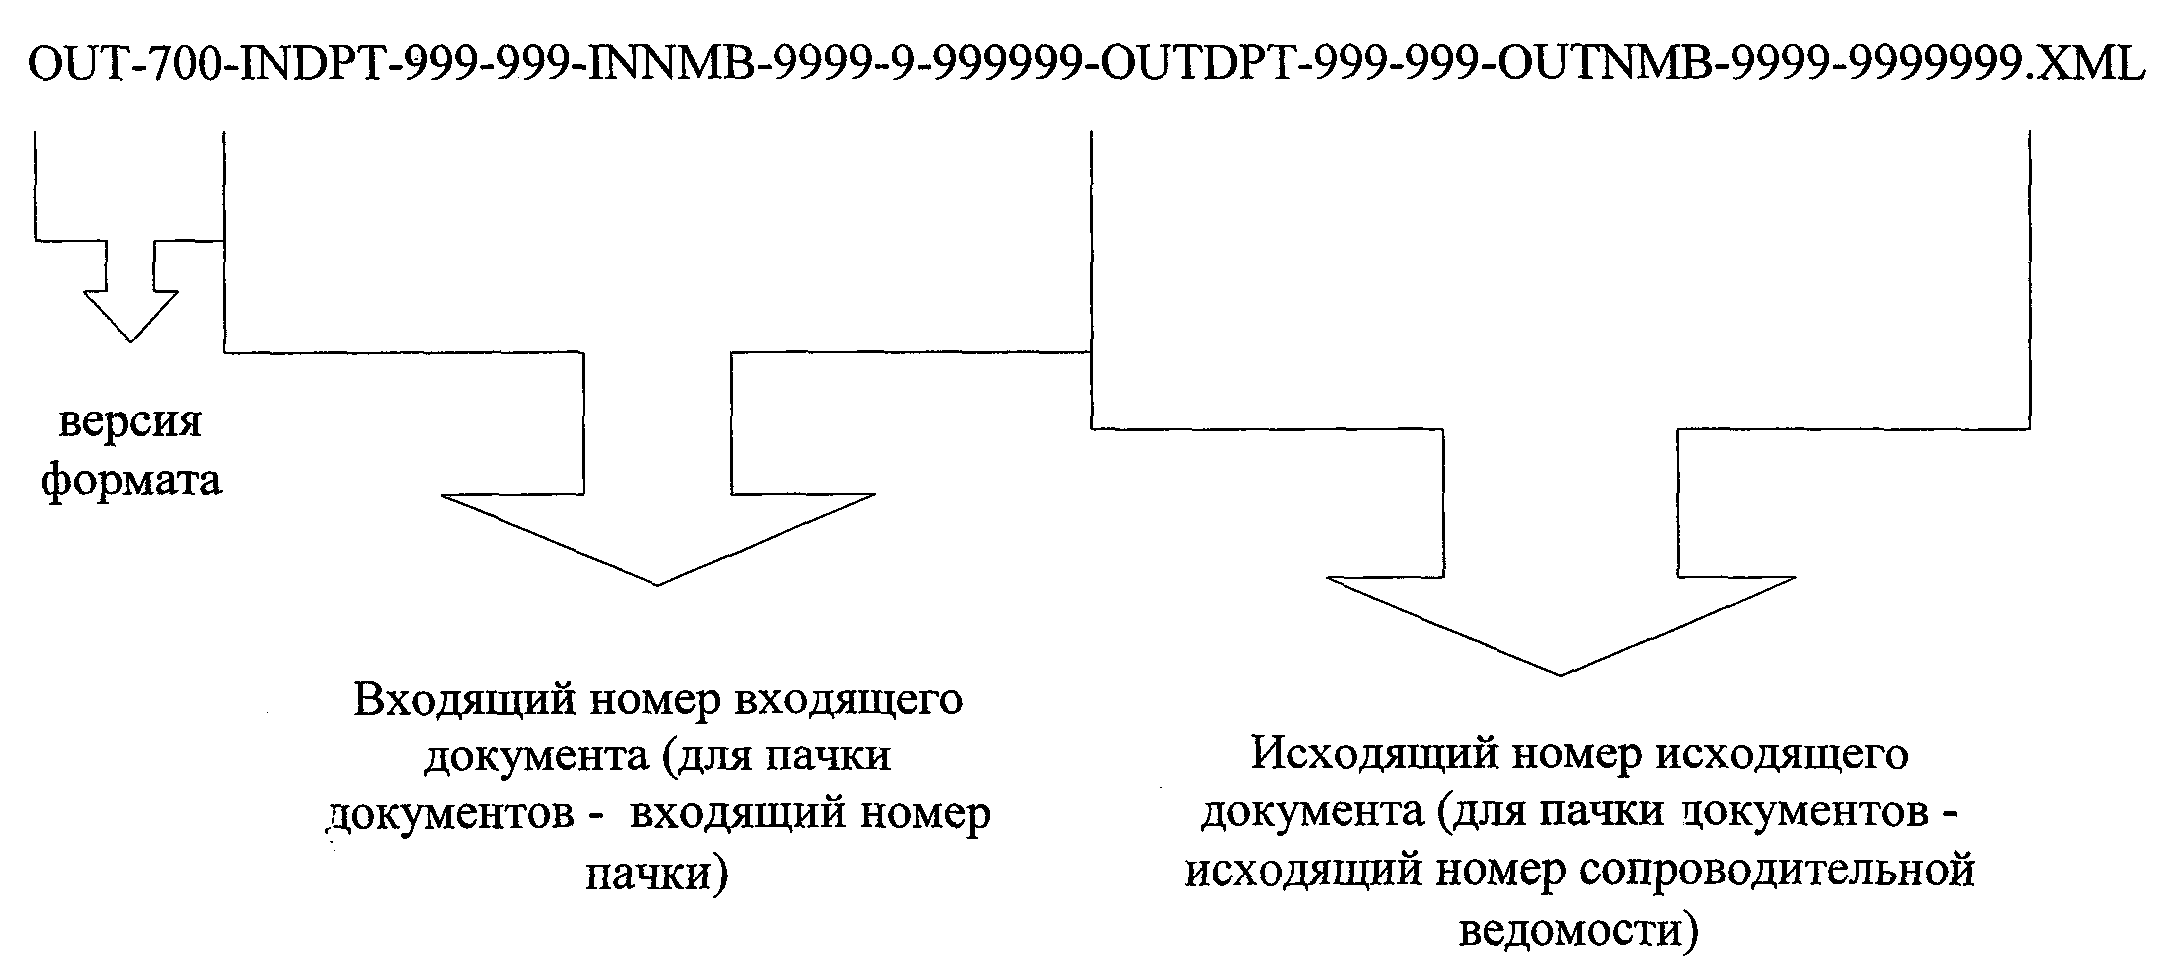 OUT-700-INDPT-999-999-INNMB-9999-9-999999-OUTDPT-999-999-OUTNMB-9999-9999999.XML
версия
формата
Входящий номер входящего
документа (для пачки
документов - входящий номер
пачки)
Исходящий номер исходящего
документа (для пачки документов -
исходящий номер сопроводительной
ведомости)